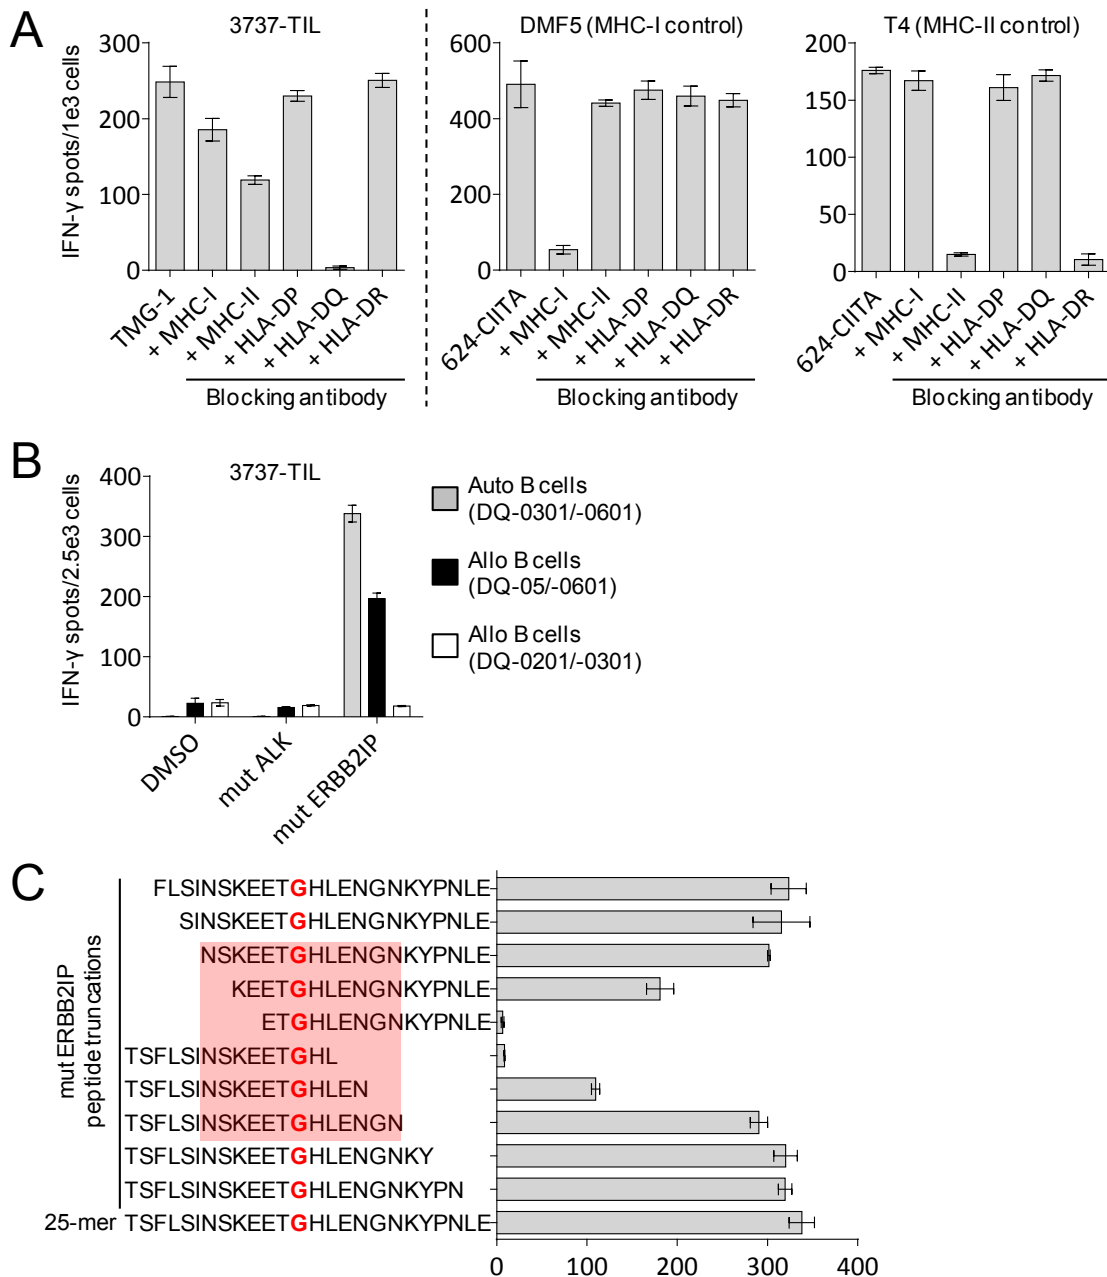 A
3737-TIL
DMF5 (MHC-I control)
T4 (MHC-II control)
IFN-γ spots/1e3 cells
300
200
100
0
600
400
200
0
200
150
100
50
0
TMG-1
+ MHC-I
+ MHC-II
+ HLA-DP
+ HLA-DQ
+ HLA-DR
624-CIITA
+ MHC-I
+ MHC-II
+ HLA-DP
+ HLA-DQ
+ HLA-DR
624-CIITA
+ MHC-I
+ MHC-II
+ HLA-DP
+ HLA-DQ
+ HLA-DR
Blocking antibody
Blocking antibody
Blocking antibody
B
3737-TIL
IFN-γ spots/2.5e3 cells
400
300
200
100
0
DMSO
mut ALK
mut ERBB2IP
Auto B cells
(DQ-0301/-0601)
Allo B cells
(DQ-05/-0601)
Allo B cells
(DQ-0201/-0301)
C
mut ERBB2IP
peptide truncations
FLSINSKEETGHLENGNKYPNLE
SINSKEETGHLENGNKYPNLE
NSKEETGHLENGNKYPNLE
KEETGHLENGNKYPNLE
ETGHLENGNKYPNLE
TSFLSINSKEETGHL
TSFLSINSKEETGHLEN
TSFLSINSKEETGHLENGN
TSFLSINSKEETGHLENGNKY
TSFLSINSKEETGHLENGNKYPN
25-mer TSFLSINSKEETGHLENGNKYPNLE
0 100 200 300 400